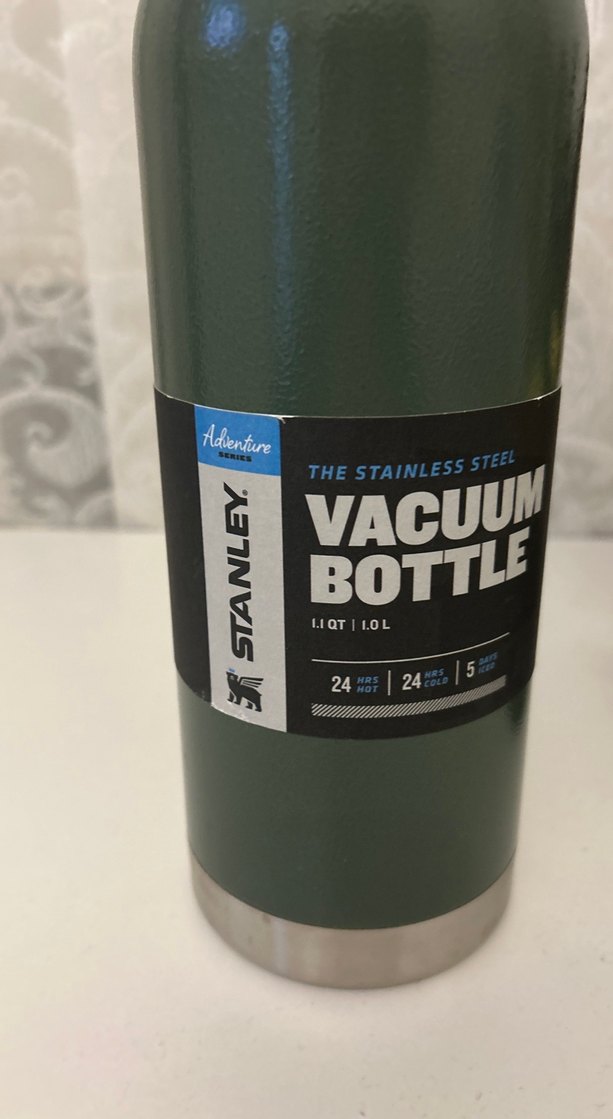 Adventure
SERIES
STANLEY®
THE STAINLESS STEEL
VACUUM
BOTTLE
1.1 QT | 1.0 L
24 HRS HOT | 24 HRS COLD | 5 DAYS ICED